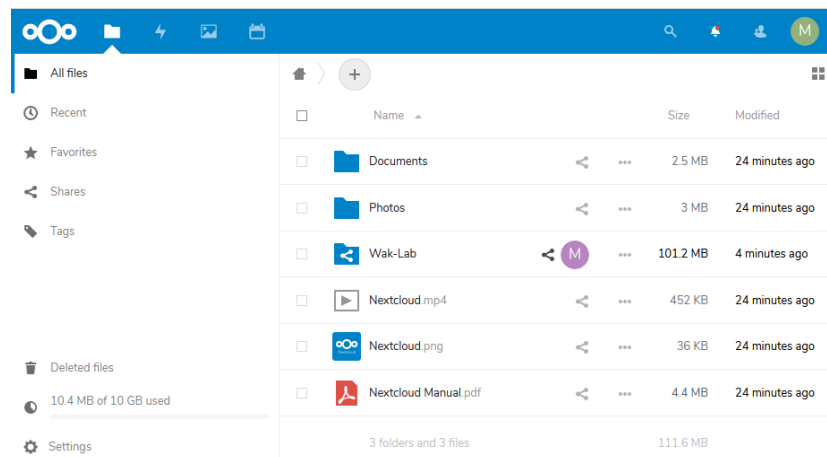 M
All files
Recent
Favorites
Shares
Tags
Deleted files
10.4 MB of 10 GB used
Settings
Name Size Modified
Documents 2.5 MB 24 minutes ago
Photos 3 MB 24 minutes ago
Wak-Lab M 101.2 MB 4 minutes ago
Nextcloud.mp4 452 KB 24 minutes ago
Nextcloud.png 36 KB 24 minutes ago
Nextcloud Manual.pdf 4.4 MB 24 minutes ago
3 folders and 3 files 111.6 MB